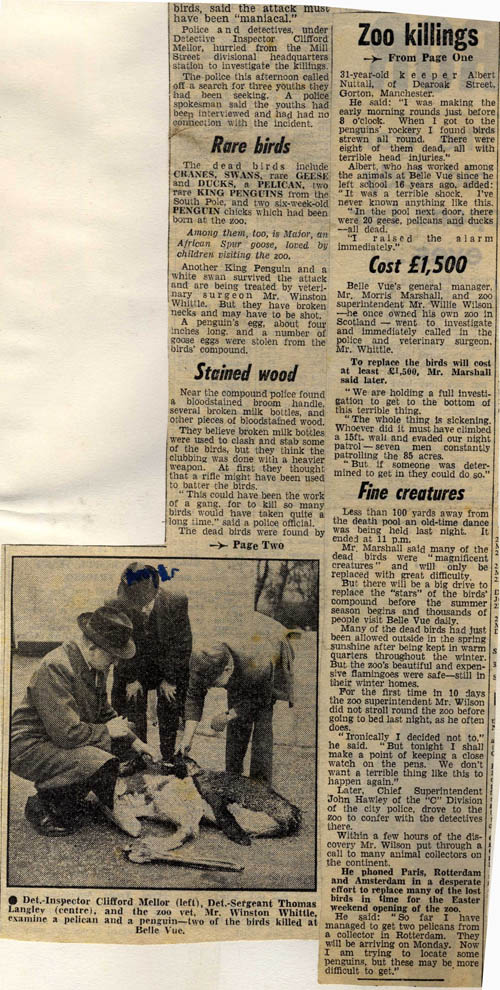 birds, said the attack must
have been "maniacal."
Police and detectives, under
Detective Inspector Clifford
Mellor, hurried from the Mill
Street divisional headquarters
station to investigate the killings.
The police this afternoon called
off a search for three youths they
had been seeking. A police
spokesman said the youths had
been interviewed and had had no
connection with the incident.
Rare birds
The dead birds include
CRANES, SWANS, rare GEESE
and DUCKS, a PELICAN, two
rare KING PENGUINS from the
South Pole, and two six-week-old
PENGUIN chicks which had been
born at the zoo.
Among them, too, is Major, an
African Spur goose, loved by
children visiting the zoo.
Another King Penguin and a
white swan survived the attack
and are being treated by veteri-
nary surgeon Mr. Winston
Whittle. But they have broken
necks and may have to be shot.
A penguin's egg, about four
inches long, and a number of
goose eggs were stolen from the
birds' compound.
Stained wood
Near the compound police found
a bloodstained broom handle,
several broken milk bottles, and
other pieces of bloodstained wood.
They believe broken milk bottles
were used to clash and stab some
of the birds, but they think the
clubbing was done with a heavier
weapon. At first they thought
that a rifle might have been used
to batter the birds.
"This could have been the work
of a gang, for to kill so many
birds would have taken quite a
long time," said a police official.
The dead birds were found by
Page Two
● Det.-Inspector Clifford Mellor (left), Det.-Sergeant Thomas
Langley (centre), and the zoo vet, Mr. Winston Whittle,
examine a pelican and a penguin—two of the birds killed at
Belle Vue.
Zoo killings
From Page One
31-year-old keeper Albert
Nuttall, of Dearoak Street,
Gorton, Manchester.
He said: "I was making the
early morning rounds just before
8 o'clock. When I got to the
penguins' rockery I found birds
strewn all round. There were
eight of them dead, all with
terrible head injuries."
Albert, who has worked among
the animals at Belle Vue since he
left school 16 years ago, added
"It was a terrible shock. I've
never known anything like this.
"In the pool next door, there
were 20 geese, pelicans and ducks
—all dead.
"I raised the alarm
immediately."
Cost £1,500
Belle Vue's general manager,
Mr. Morris Marshall, and zoo
superintendent Mr. Willie Wilson
—he once owned his own zoo in
Scotland — went to investigate
and immediately called in the
police and veterinary surgeon,
Mr. Whittle.
To replace the birds will cost
at least £1,500, Mr. Marshall
said later.
"We are holding a full investi-
gation to get to the bottom of
this terrible thing.
"The whole thing is sickening.
Whoever did it must have climbed
a 15ft. wall and evaded our night
patrol — seven men constantly
patrolling the 85 acres.
"But if someone was deter-
mined to get in they could do so."
Fine creatures
Less than 100 yards away from
the death pool an old-time dance
was being held last night. It
ended at 11 p.m.
Mr. Marshall said many of the
dead birds were "magnificent
creatures" and will only be
replaced with great difficulty.
But there will be a big drive to
replace the "stars" of the birds'
compound before the summer
season begins and thousands of
people visit Belle Vue daily.
Many of the dead birds had just
been allowed outside in the spring
sunshine after being kept in warm
quarters throughout the winter.
But the zoo's beautiful and expen-
sive flamingoes were safe—still in
their winter homes.
For the first time in 10 days
the zoo superintendent Mr. Wilson
did not stroll round the zoo before
going to bed last night, as he often
does.
"Ironically I decided not to,"
he said. "But tonight I shall
make a point of keeping a close
watch on the pens. We don't
want a terrible thing like this to
happen again."
Later, Chief Superintendent
John Hawley of the "C" Division
of the city police, drove to the
zoo to confer with the detectives
there.
Within a few hours of the dis-
covery Mr. Wilson put through a
call to many animal collectors on
the continent.
He phoned Paris, Rotterdam
and Amsterdam in a desperate
effort to replace many of the lost
birds in time for the Easter
weekend opening of the zoo.
He said: "So far I have
managed to get two pelicans from
a collector in Rotterdam. They
will be arriving on Monday. Now
I am trying to locate some
penguins, but these may be more
difficult to get."